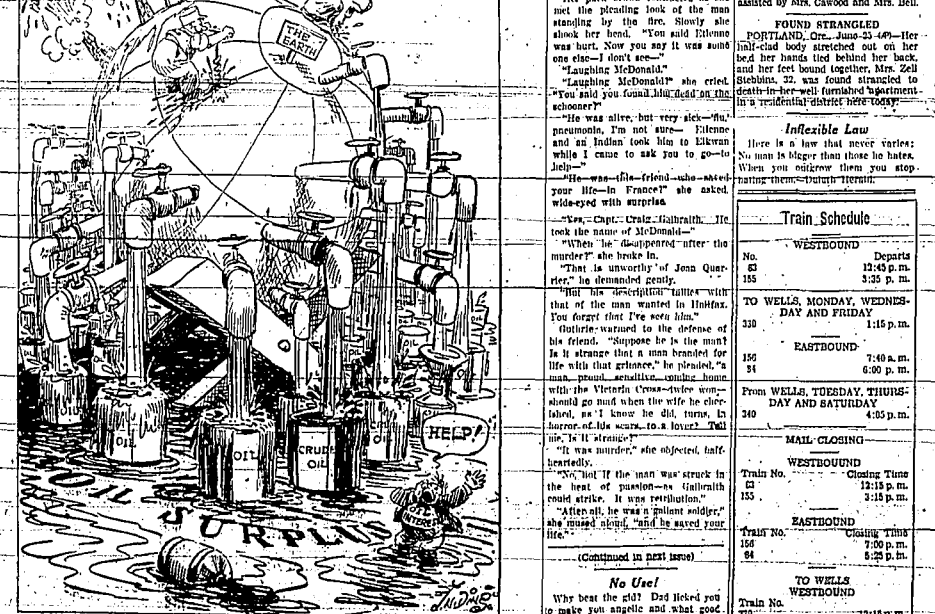 THE
EARTH
OIL
OIL
OIL
CRUDE
OIL
HELP!
OIL
INTERESTS
OIL
SURPLUS
met the pleading look of the man
standing by the fire. Slowly she
shook her head. "You said Etienne
was hurt. Now you say it was some
one else—I don't see—"
"Laughing McDonald."
"Laughing McDonald!" she cried.
"You said you found him dead on the
schooner?"
"He was alive, but very sick—'flu,'
pneumonia, I'm not sure— Etienne
and an Indian took him to Elkwan
while I came to ask you to go—to
help—"
"He was this friend who saved
your life—in France?" she asked,
wide-eyed with surprise.
"Yes, Capt. Craig Galbraith. He
took the name of McDonald—"
"When he disappeared after the
murder?" she broke in.
"That is unworthy of Joan Quar-
rier," he demanded gently.
"But his description tallies with
that of the man wanted in Halifax.
You forget that I've seen him."
Guthrie warmed to the defense of
his friend. "Suppose he is the man?
Is it strange that a man branded for
life with that grimace," he pleaded, "a
man, proud, sensitive, coming home
with the Victoria Cross—twice won—
should go mad when the wife he cher-
ished, as I know he did, turns, in
horror of his scars, to a lover? Tell
me, is it strange?"
"It was murder," she objected, half-
heartedly.
"No, not if the man was struck in
the heat of passion—as Galbraith
could strike. It was retribution."
"After all, he was a gallant soldier,"
she mused aloud, "and he saved your
life."
(Continued in next issue)
No Use!
Why beat the gld? Dad licked you
to make you angelic and what good
assisted by Mrs. Cawood and Mrs. Bell.
FOUND STRANGLED
PORTLAND, Ore., June 25 (AP)—Her
half-clad body stretched out on her
bed, her hands tied behind her back,
and her feet bound together, Mrs. Zell
Stebbins, 32, was found strangled to
death in her well furnished apartment
in a residential district here today.
Inflexible Law
Here is a law that never varies:
No man is bigger than those he hates.
When you outgrow them you stop
hating them.—Duluth Herald.
Train Schedule
WESTBOUND
No. Departs
63 12:45 p. m.
155 3:35 p. m.
TO WELLS, MONDAY, WEDNES-
DAY AND FRIDAY
330 1:15 p. m.
EASTBOUND
156 7:40 a. m.
84 6:00 p. m.
From WELLS, TUESDAY, THURS-
DAY AND SATURDAY
340 4:05 p. m.
MAIL CLOSING
WESTBOUUND
Train No. Closing Time
63 12:15 p. m.
155 3:15 p. m.
EASTBOUND
Train No. Closing Time
156 7:00 p. m.
84 5:25 p. m.
TO WELLS
WESTBOUND
Train No.